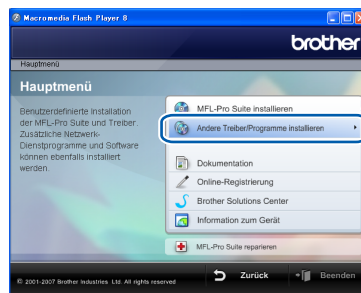 Macromedia Flash Player 8
brother
Hauptmenü
Hauptmenü
Benutzerdefinierte Installation
der MFL-Pro Suite und Treiber.
Zusätzliche Netzwerk-
Dienstprogramme und Software
können ebenfalls installiert
werden.
MFL-Pro Suite installieren
Andere Treiber/Programme installieren
Dokumentation
Online-Registrierung
Brother Solutions Center
Information zum Gerät
MFL-Pro Suite reparieren
© 2001-2007 Brother Industries Ltd. All rights reserved
Zurück
Beenden